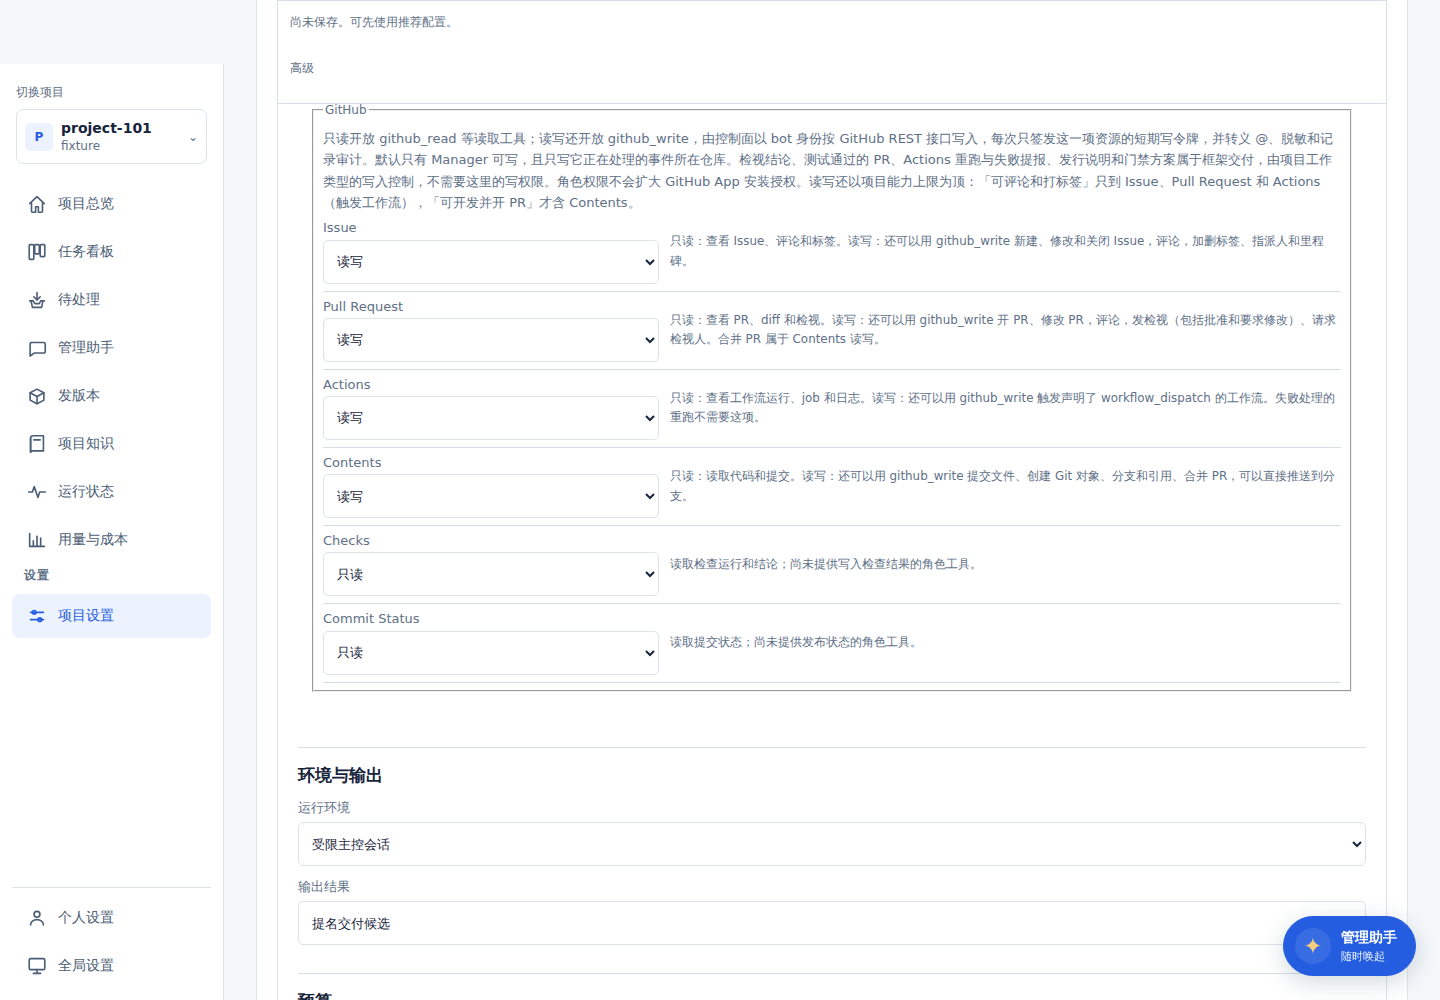 切换项目
P
project-101
fixture
项目总览
任务看板
待处理
管理助手
发版本
项目知识
运行状态
用量与成本
设置
项目设置
个人设置
全局设置
尚未保存。可先使用推荐配置。
高级
GitHub
只读开放 github_read 等读取工具；读写还开放 github_write，由控制面以 bot 身份按 GitHub REST 接口写入，每次只签发这一项资源的短期写令牌，并转义 @、脱敏和记
录审计。默认只有 Manager 可写，且只写它正在处理的事件所在仓库。检视结论、测试通过的 PR、Actions 重跑与失败提报、发行说明和门禁方案属于框架交付，由项目工作
类型的写入控制，不需要这里的写权限。角色权限不会扩大 GitHub App 安装授权。读写还以项目能力上限为顶：「可评论和打标签」只到 Issue、Pull Request 和 Actions
（触发工作流），「可开发并开 PR」才含 Contents。
Issue
读写
只读：查看 Issue、评论和标签。读写：还可以用 github_write 新建、修改和关闭 Issue，评论，加删标签、指派人和里程
碑。
Pull Request
读写
只读：查看 PR、diff 和检视。读写：还可以用 github_write 开 PR、修改 PR，评论，发检视（包括批准和要求修改）、请求
检视人。合并 PR 属于 Contents 读写。
Actions
读写
只读：查看工作流运行、job 和日志。读写：还可以用 github_write 触发声明了 workflow_dispatch 的工作流。失败处理的
重跑不需要这项。
Contents
读写
只读：读取代码和提交。读写：还可以用 github_write 提交文件、创建 Git 对象、分支和引用、合并 PR，可以直接推送到分
支。
Checks
只读
读取检查运行和结论；尚未提供写入检查结果的角色工具。
Commit Status
只读
读取提交状态；尚未提供发布状态的角色工具。
环境与输出
运行环境
受限主控会话
输出结果
提名交付候选
预算
管理助手
随时唤起